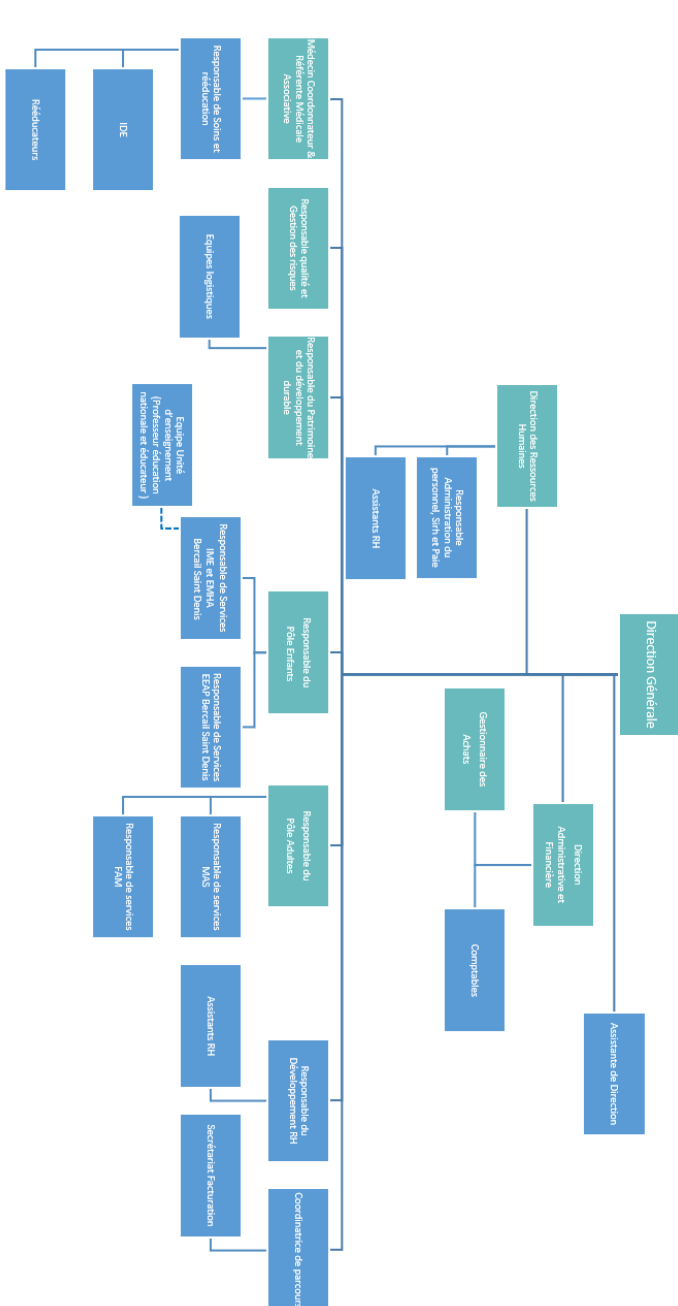 Direction Générale
Assistante de Direction
Direction
Administrative et
Financière
Direction des Ressources
Humaines
Gestionnaire des
Achats
Comptables
Responsable
Administration du
personnel, Sirh et Paie
Assistants RH
Médecin Coordonnateur &
Référente Médicale
Associative
Responsable qualité et
Gestion des risques
Responsable du Patrimoine
et du développement
durable
Responsable du
Pôle Enfants
Responsable du
Pôle Adultes
Responsable du
Développement RH
Coordinatrice de parcours
Responsable de Soins et
rééducation
Equipes logistiques
Responsable de Services
IME et EMHA
Bercail Saint Denis
Responsable de Services
EEAP Bercail Saint Denis
Responsable de services
MAS
Assistants RH
Secrétariat Facturation
Equipe Unité
d'enseignement
(Professeur éducation
nationale et éducateur )
IDE
Responsable de services
FAM
Rééducateurs